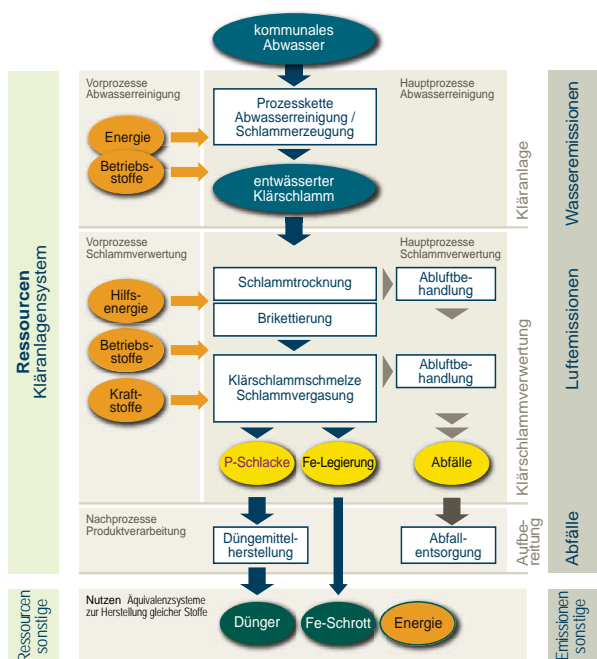 kommunales
Abwasser
Vorprozesse
Abwasserreinigung
Hauptprozesse
Abwasserreinigung
Prozesskette
Abwasserreinigung /
Schlammerzeugung
Energie
Betriebs-
stoffe
entwässerter
Klärschlamm
Kläranlage
Wasseremissionen
Vorprozesse
Schlammverwertung
Hauptprozesse
Schlammverwertung
Ressourcen
Kläranlagensystem
Hilfs-
energie
Schlammtrocknung
Abluftbe-
handlung
Brikettierung
Betriebs-
stoffe
Klärschlammschmelze
Schlammvergasung
Abluftbe-
handlung
Kraft-
stoffe
Klärschlammverwertung
Luftemissionen
P-Schlacke
Fe-Legierung
Abfälle
Nachprozesse
Produktverarbeitung
Düngemittel-
herstellung
Abfall-
entsorgung
Aufbe-
reitung
Abfälle
Ressourcen
sonstige
Nutzen Äquivalenzsysteme
zur Herstellung gleicher Stoffe
Dünger
Fe-Schrott
Energie
Emissionen
sonstige